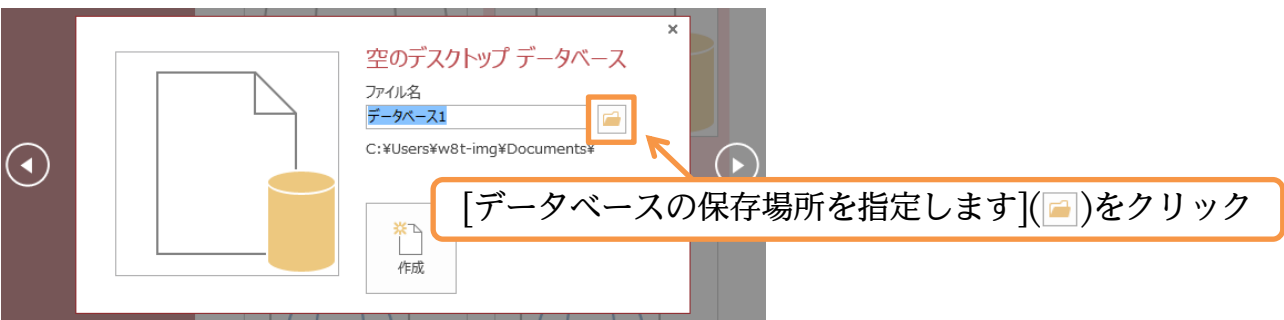 ×
空のデスクトップ データベース
ファイル名
データベース1
C:¥Users¥w8t-img¥Documents¥
[データベースの保存場所を指定します]()をクリック
作成